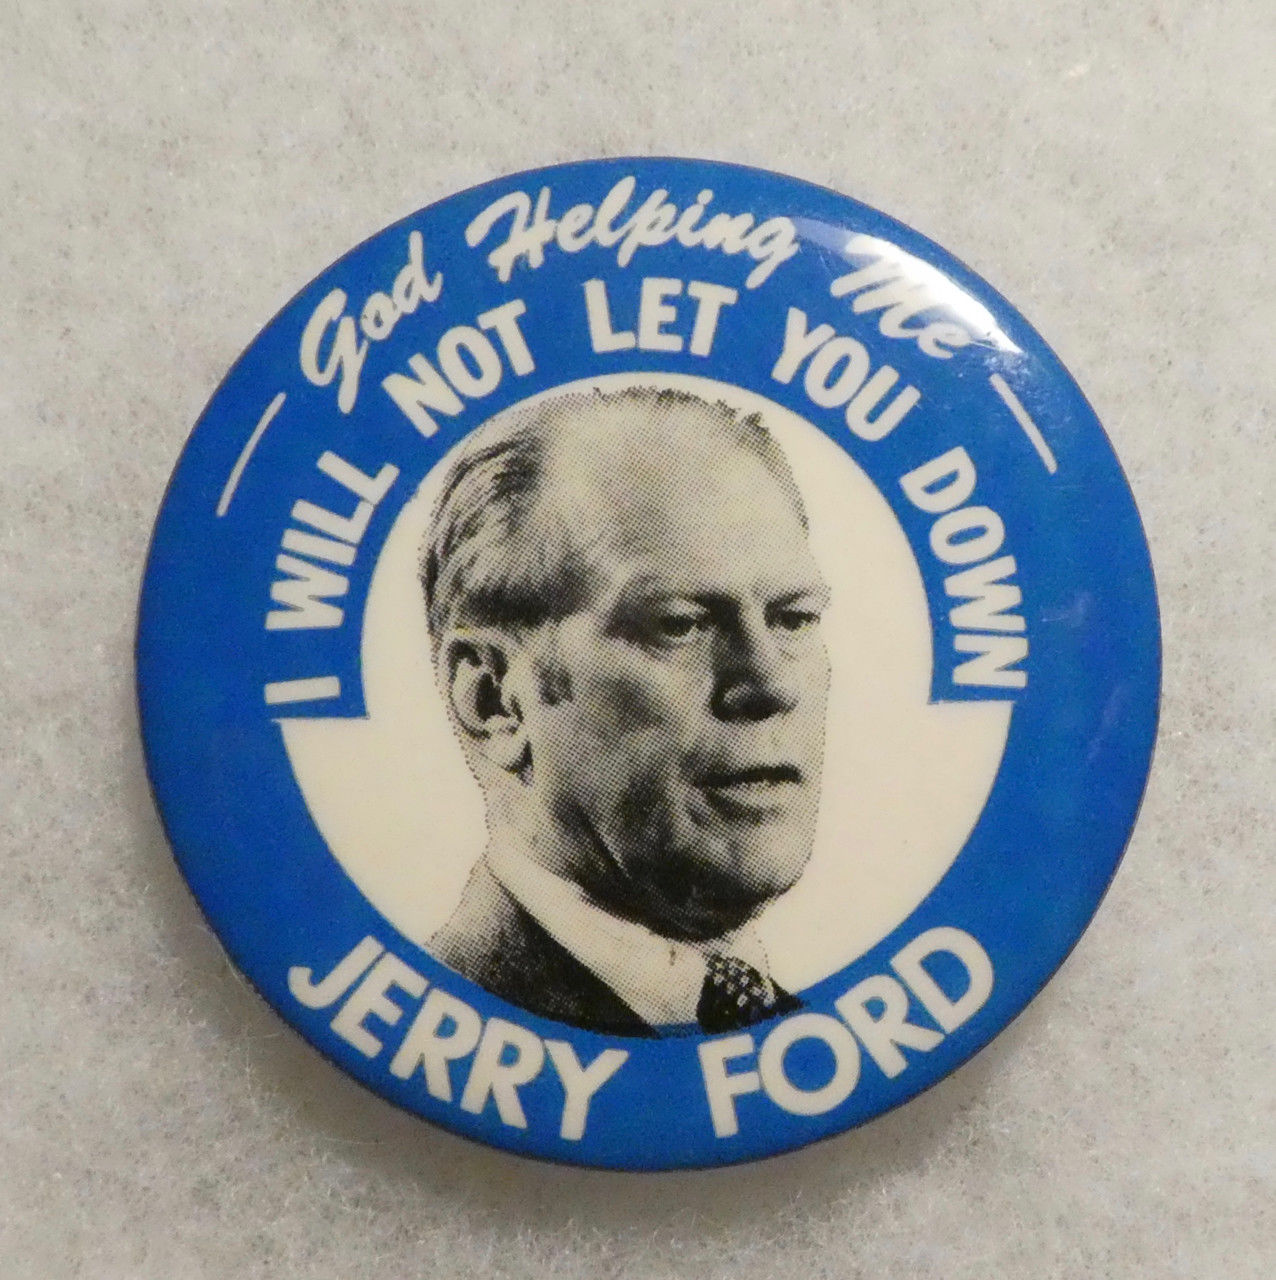 God Helping Me
I WILL NOT LET YOU DOWN
JERRY FORD